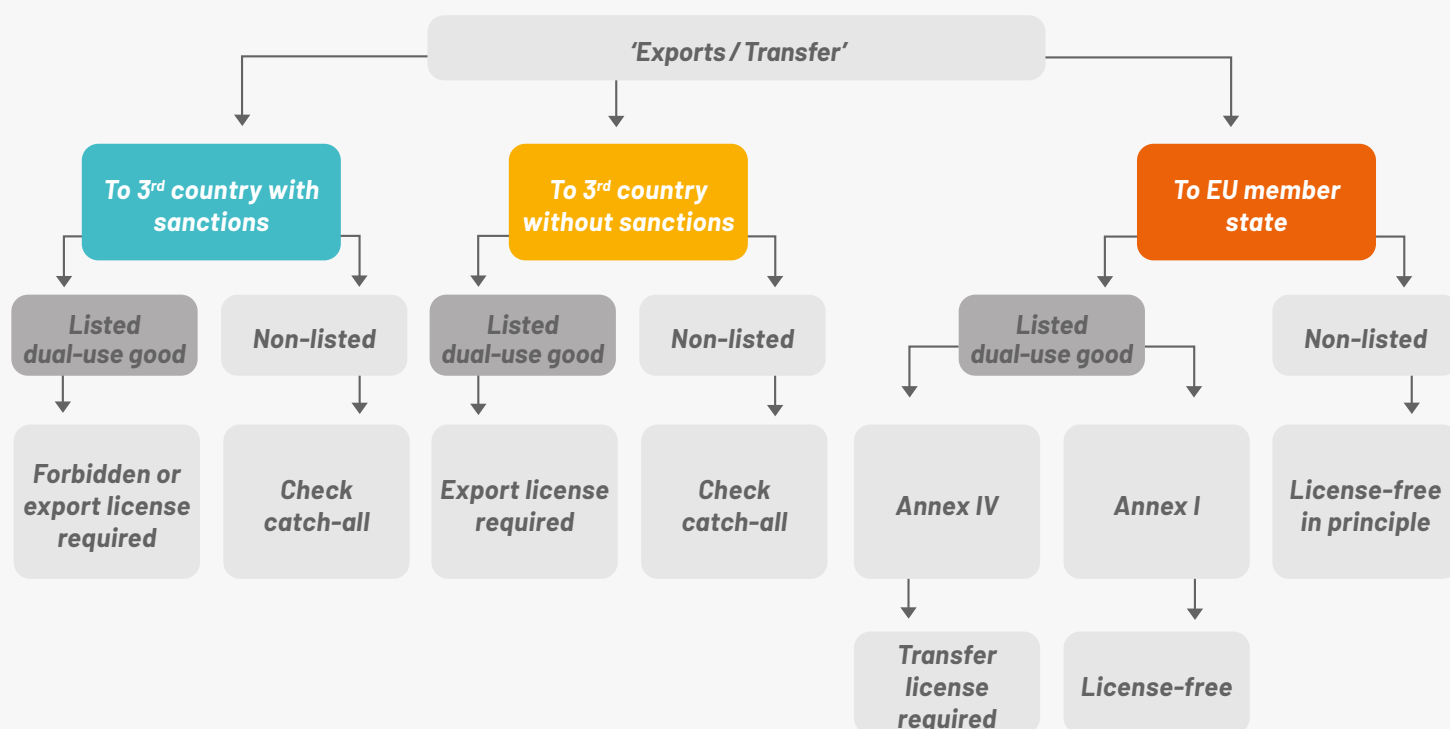 ‘Exports / Transfer’
To 3rd country with
sanctions
To 3rd country
without sanctions
To EU member
state
Listed
dual-use good
Non-listed
Listed
dual-use good
Non-listed
Listed
dual-use good
Non-listed
Forbidden or
export license
required
Check
catch-all
Export license
required
Check
catch-all
Annex IV
Annex I
License-free
in principle
Transfer
license
required
License-free